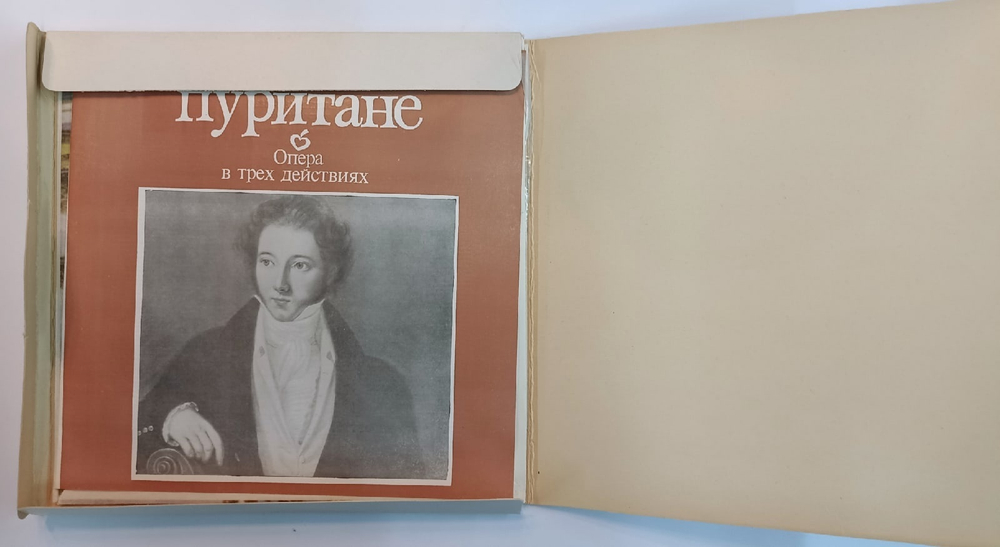 пуритане
Опера
в трех действиях